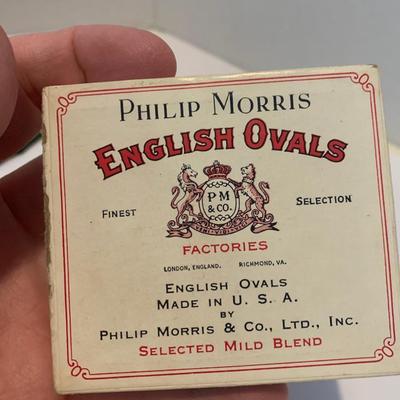 PHILIP MORRIS
ENGLISH OVALS
FINEST SELECTION
P M
& CO.
FACTORIES
LONDON, ENGLAND. RICHMOND, VA.
ENGLISH OVALS
MADE IN U. S. A.
BY
PHILIP MORRIS & CO., LTD., INC.
SELECTED MILD BLEND